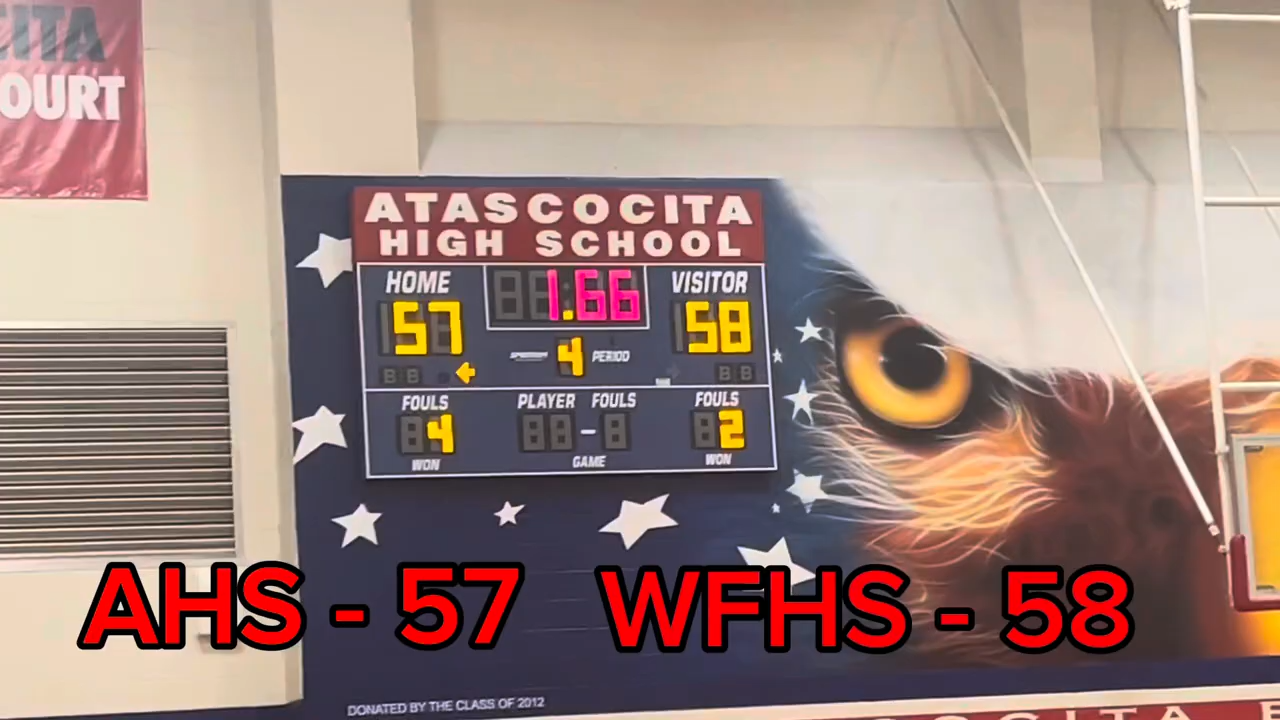 CITA
OURT
ATASCOCITA
HIGH SCHOOL
HOME 1.66 VISITOR
57 58
4 PERIOD
FOULS PLAYER FOULS FOULS
4 - 2
WON GAME WON
AHS - 57 WFHS - 58
DONATED BY THE CLASS OF 2012